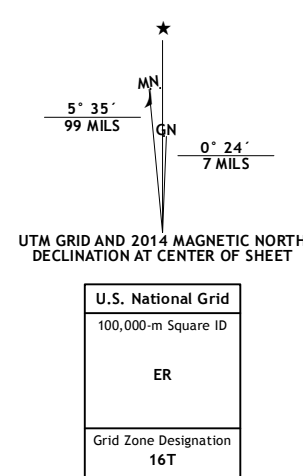 ★
MN.
5° 35´
99 MILS
GN
0° 24´
7 MILS
UTM GRID AND 2014 MAGNETIC NORTH
DECLINATION AT CENTER OF SHEET
U.S. National Grid
100,000-m Square ID
ER
Grid Zone Designation
16T